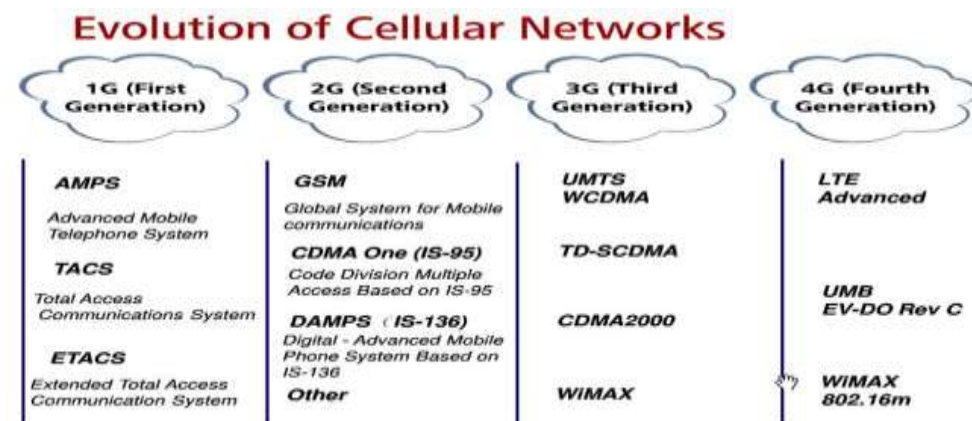 Evolution of Cellular Networks
1G (First
Generation)
2G (Second
Generation)
3G (Third
Generation)
4G (Fourth
Generation)
AMPS
Advanced Mobile
Telephone System
TACS
Total Access
Communications System
ETACS
Extended Total Access
Communication System
GSM
Global System for Mobile
communications
CDMA One (IS-95)
Code Division Multiple
Access Based on IS-95
DAMPS (IS-136)
Digital - Advanced Mobile
Phone System Based on
IS-136
Other
UMTS
WCDMA
TD-SCDMA
CDMA2000
WiMAX
LTE
Advanced
UMB
EV-DO Rev C
WiMAX
802.16m